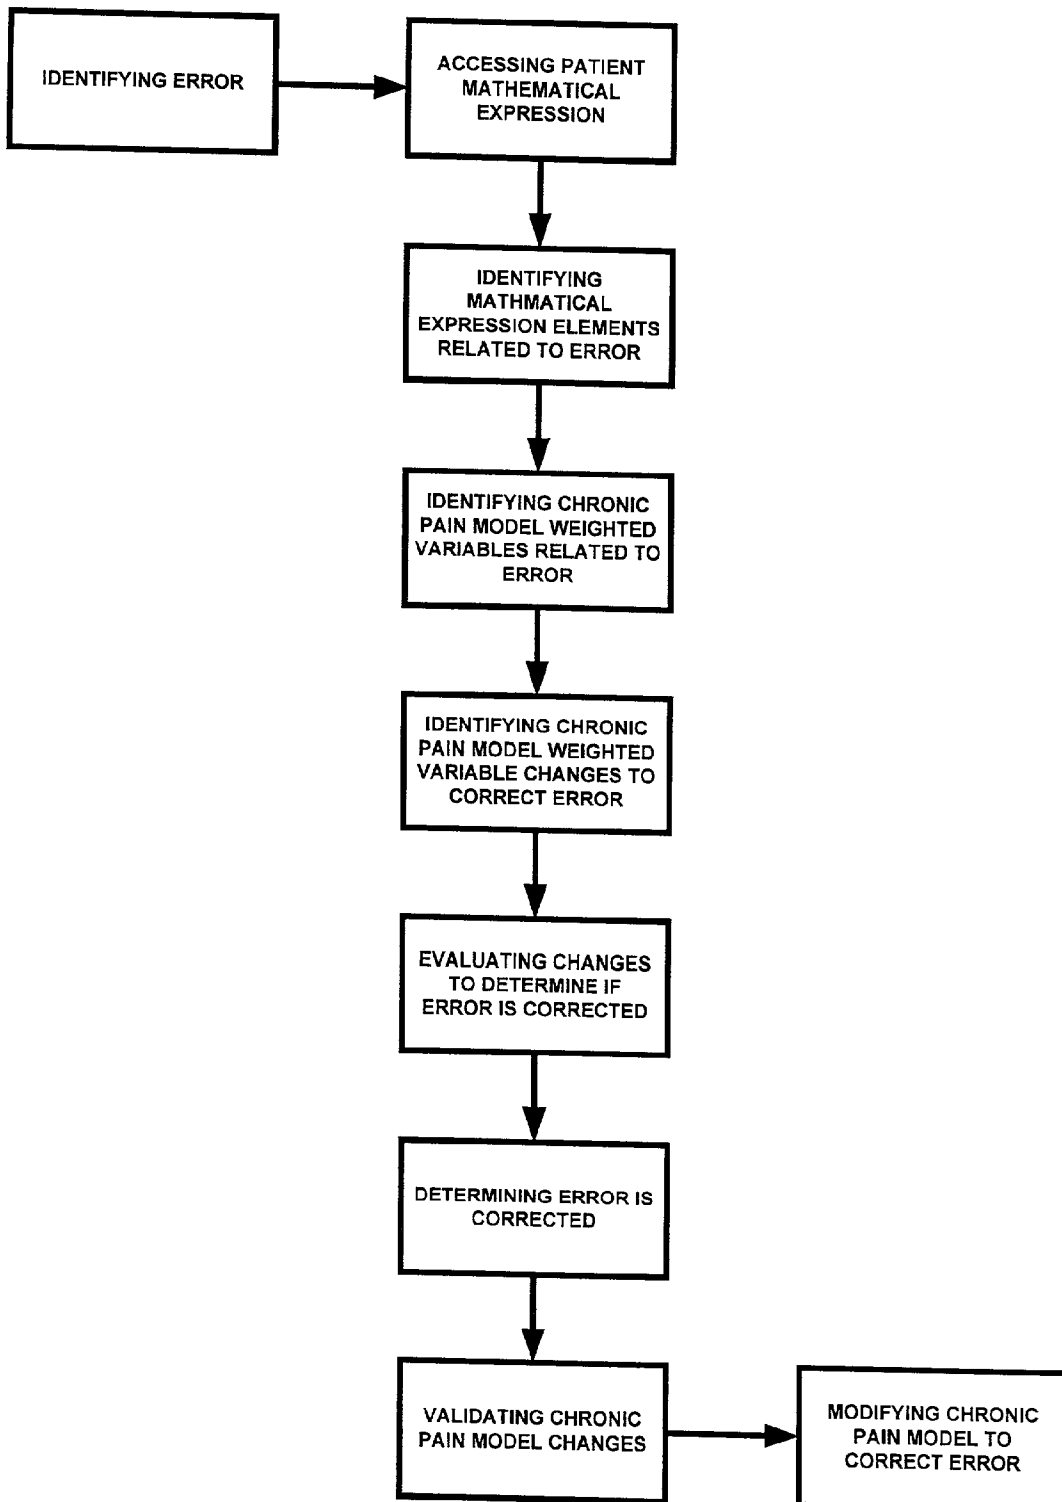 IDENTIFYING ERROR
ACCESSING PATIENT
MATHEMATICAL
EXPRESSION
IDENTIFYING
MATHMATICAL
EXPRESSION ELEMENTS
RELATED TO ERROR
IDENTIFYING CHRONIC
PAIN MODEL WEIGHTED
VARIABLES RELATED TO
ERROR
IDENTIFYING CHRONIC
PAIN MODEL WEIGHTED
VARIABLE CHANGES TO
CORRECT ERROR
EVALUATING CHANGES
TO DETERMINE IF
ERROR IS CORRECTED
DETERMINING ERROR IS
CORRECTED
VALIDATING CHRONIC
PAIN MODEL CHANGES
MODIFYING CHRONIC
PAIN MODEL TO
CORRECT ERROR